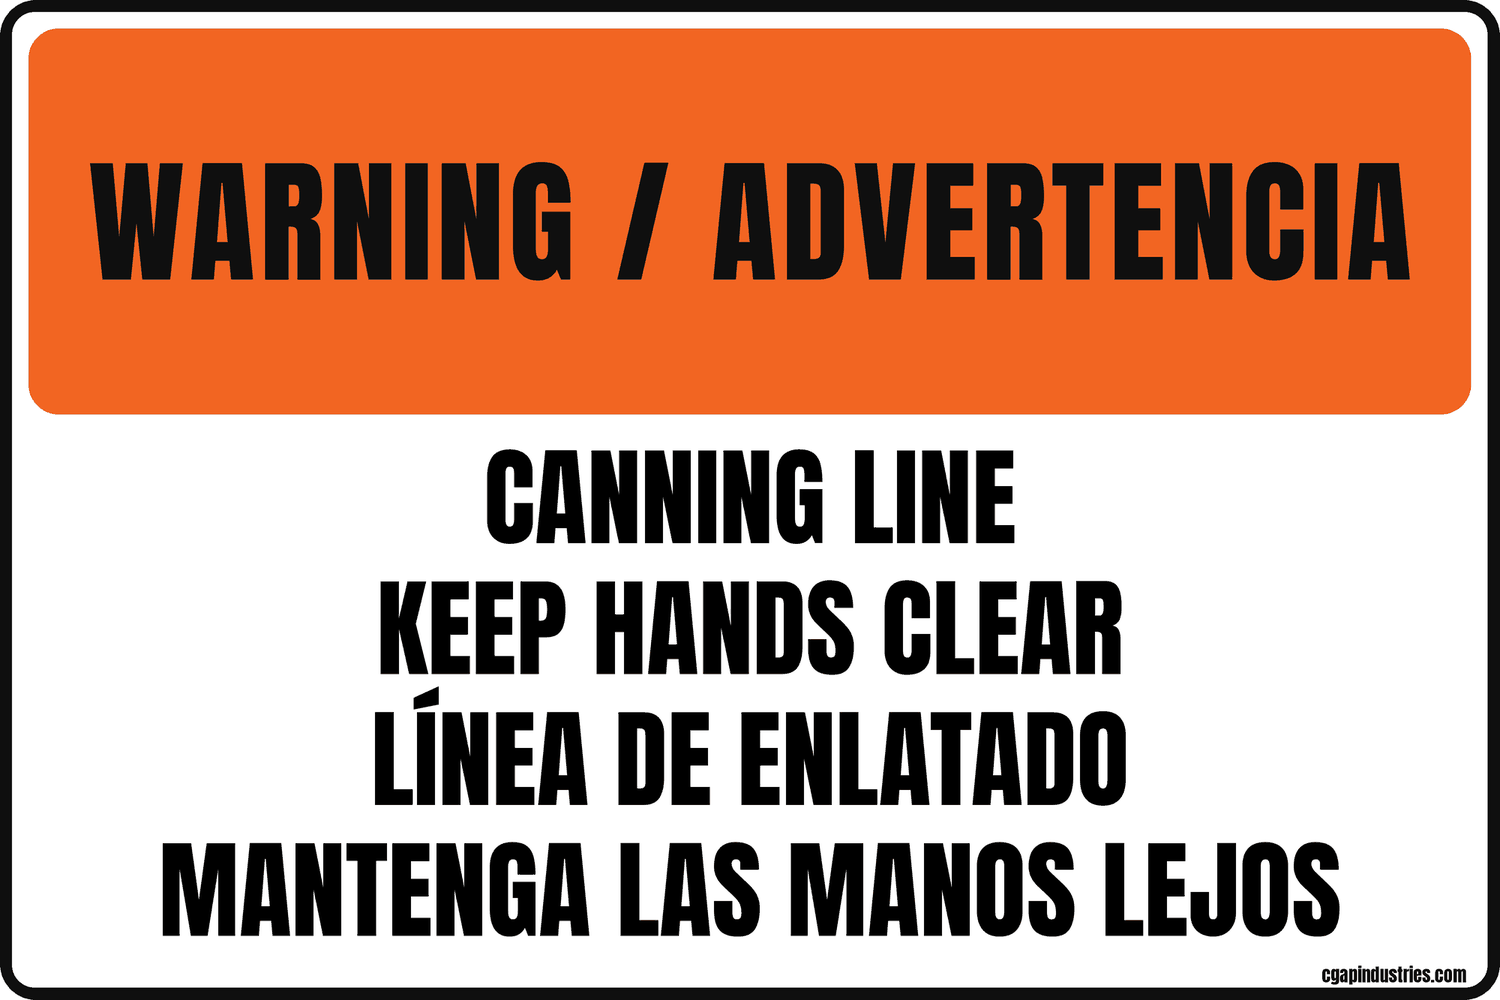 WARNING / ADVERTENCIA
CANNING LINE
KEEP HANDS CLEAR
LÍNEA DE ENLATADO
MANTENGA LAS MANOS LEJOS
cgapindustries.com